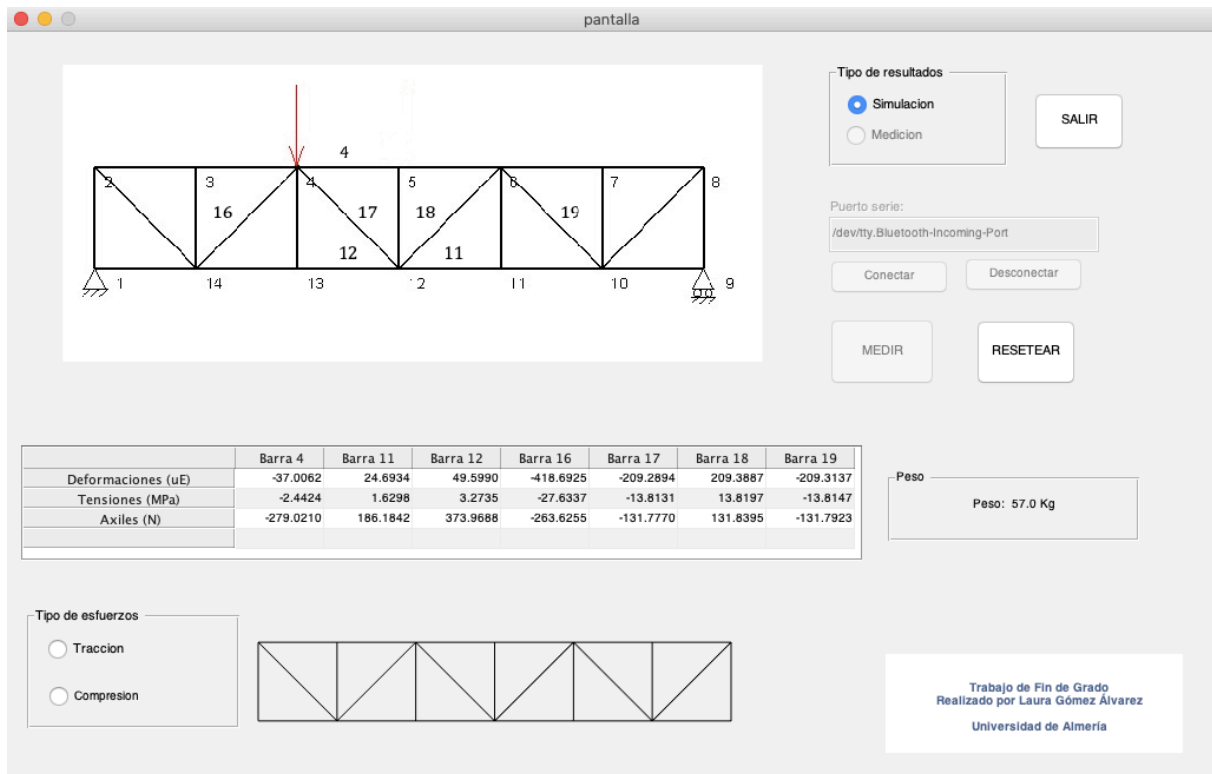 pantalla
Tipo de resultados
Simulacion
Medicion
SALIR
4
2 3 4 5 6 7 8
16 17 18 19
12 11
1 14 13 12 11 10 9
Puerto serie:
/dev/tty.Bluetooth-Incoming-Port
Conectar Desconectar
MEDIR RESETEAR
Barra 4 Barra 11 Barra 12 Barra 16 Barra 17 Barra 18 Barra 19
Deformaciones (uE) -37.0062 24.6934 49.5990 -418.6925 -209.2894 209.3887 -209.3137
Tensiones (MPa) -2.4424 1.6298 3.2735 -27.6337 -13.8131 13.8197 -13.8147
Axiles (N) -279.0210 186.1842 373.9688 -263.6255 -131.7770 131.8395 -131.7923
Peso
Peso: 57.0 Kg
Tipo de esfuerzos
Traccion
Compresion
Trabajo de Fin de Grado
Realizado por Laura Gómez Álvarez
Universidad de Almería